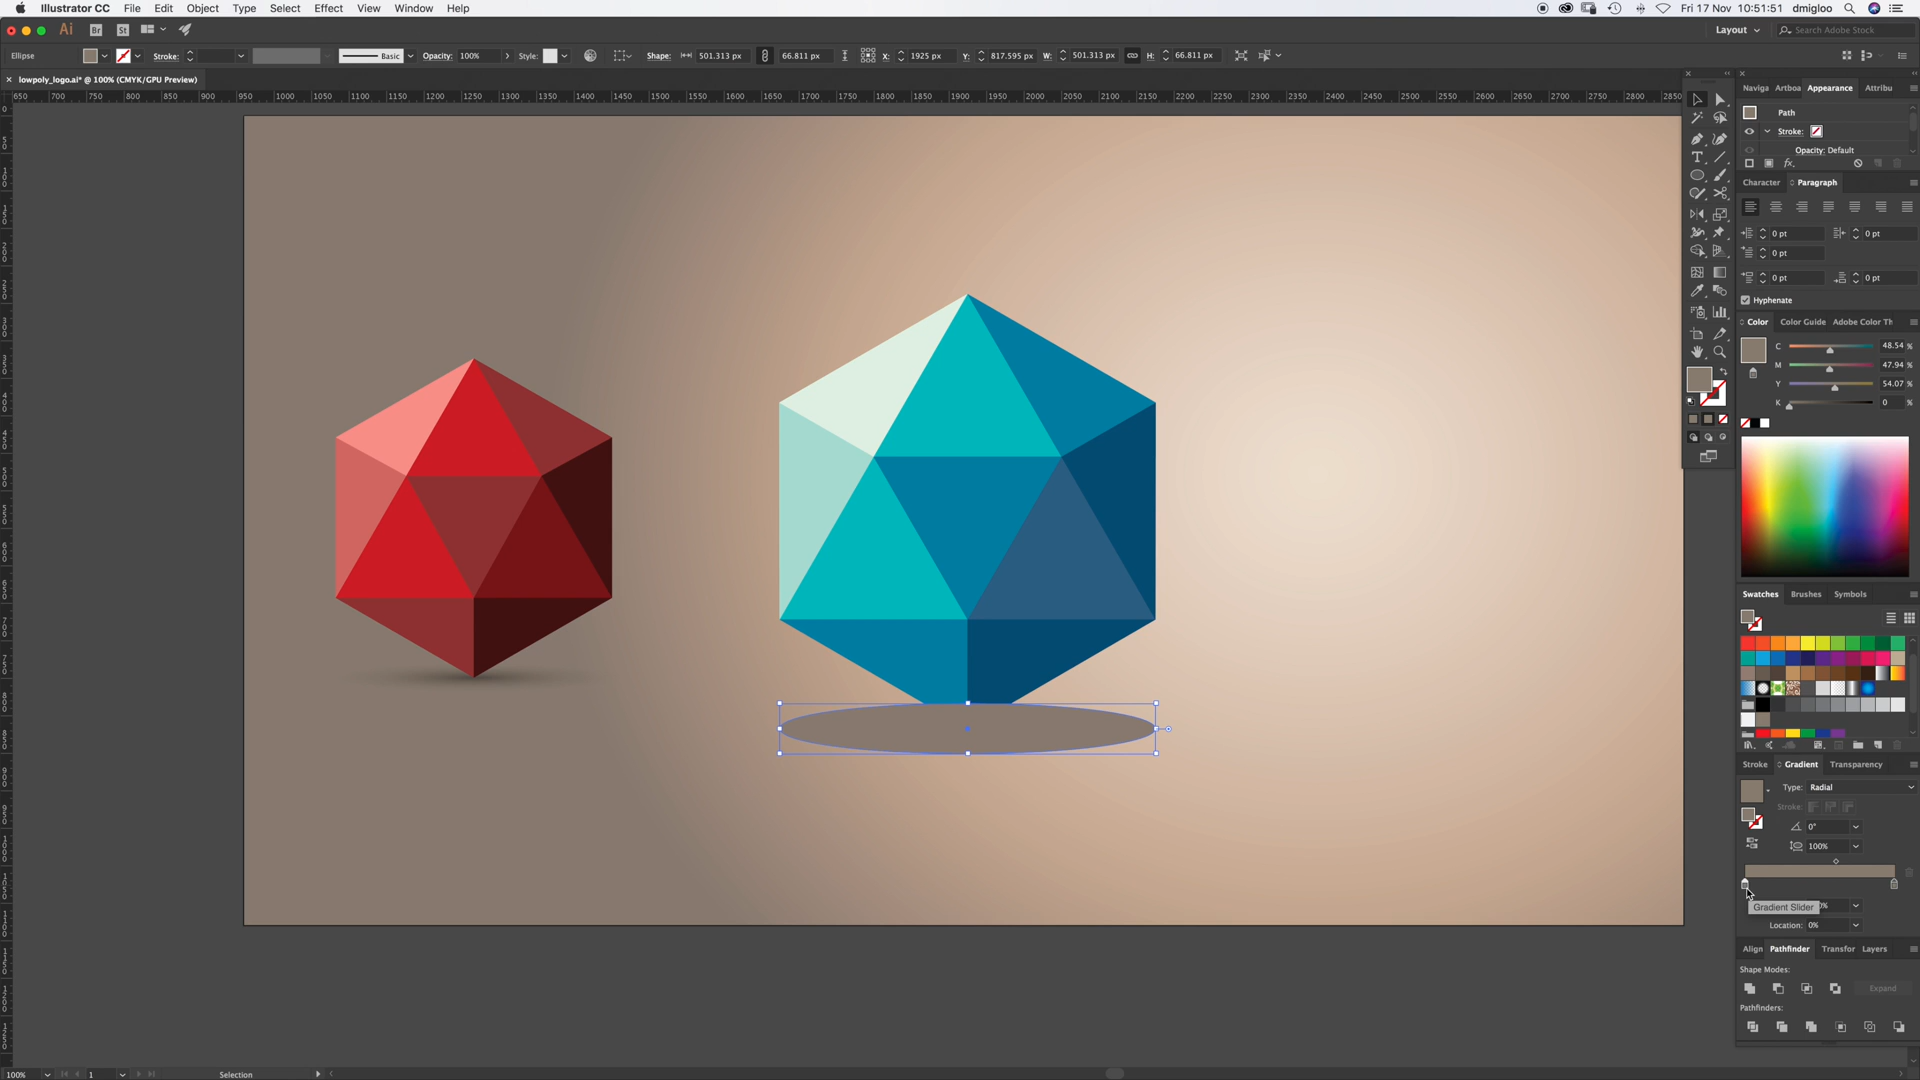 Illustrator CC File Edit Object Type Select Effect View Window Help Fri 17 Nov 10:51:51 dmigloo
Ai Br St Layout Search Adobe Stock
Ellipse Stroke: Basic Opacity: 100% Style: Shape: 501.313 px 66.811 px X: 1925 px Y: 817.595 px W: 501.313 px H: 66.811 px
× lowpoly_logo.ai* @ 100% (CMYK/GPU Preview)
650 700 750 800 850 900 950 1000 1050 1100 1150 1200 1250 1300 1350 1400 1450 1500 1550 1600 1650 1700 1750 1800 1850 1900 1950 2000 2050 2100 2150 2200 2250 2300 2350 2400 2450 2500 2550 2600 2650 2700 2750 2800 2850
Naviga Artboa Appearance Attribu
Path
Stroke:
Opacity: Default
fx
Character Paragraph
0 pt 0 pt
0 pt
0 pt 0 pt
Hyphenate
Color Color Guide Adobe Color Th
C 48.54 %
M 47.94 %
Y 54.07 %
K 0 %
Swatches Brushes Symbols
Stroke Gradient Transparency
Type: Radial
Stroke:
0°
100%
Gradient Slider
Location: 0%
Align Pathfinder Transfor Layers
Shape Modes:
Expand
Pathfinders:
100% 1 Selection